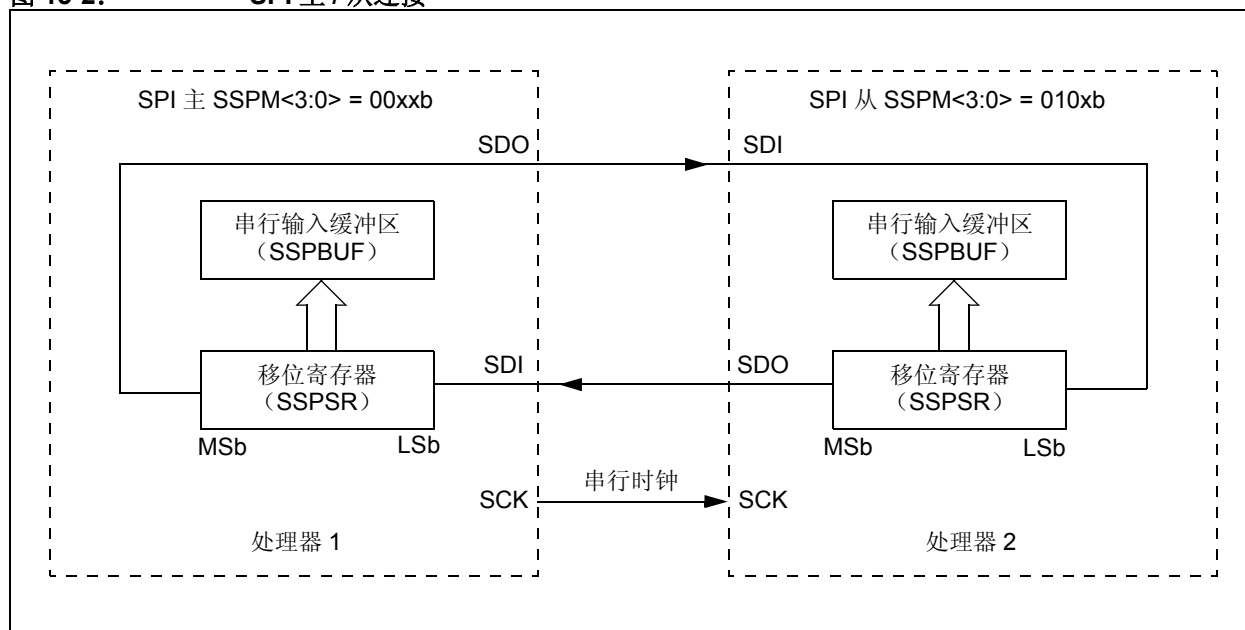 SPI 主 SSPM<3:0> = 00xxb
SDO
串行输入缓冲区
（SSPBUF）
移位寄存器
（SSPSR）
MSb
LSb
SDI
SCK
处理器 1
串行时钟
SPI 从 SSPM<3:0> = 010xb
SDI
串行输入缓冲区
（SSPBUF）
SDO
移位寄存器
（SSPSR）
MSb
LSb
SCK
处理器 2